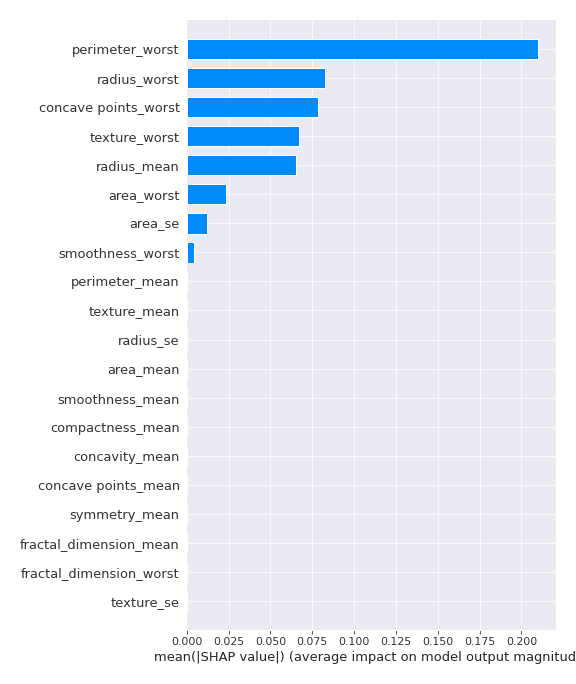 perimeter_worst
radius_worst
concave points_worst
texture_worst
radius_mean
area_worst
area_se
smoothness_worst
perimeter_mean
texture_mean
radius_se
area_mean
smoothness_mean
compactness_mean
concavity_mean
concave points_mean
symmetry_mean
fractal_dimension_mean
fractal_dimension_worst
texture_se
0.000 0.025 0.050 0.075 0.100 0.125 0.150 0.175 0.200
mean(|SHAP value|) (average impact on model output magnitud